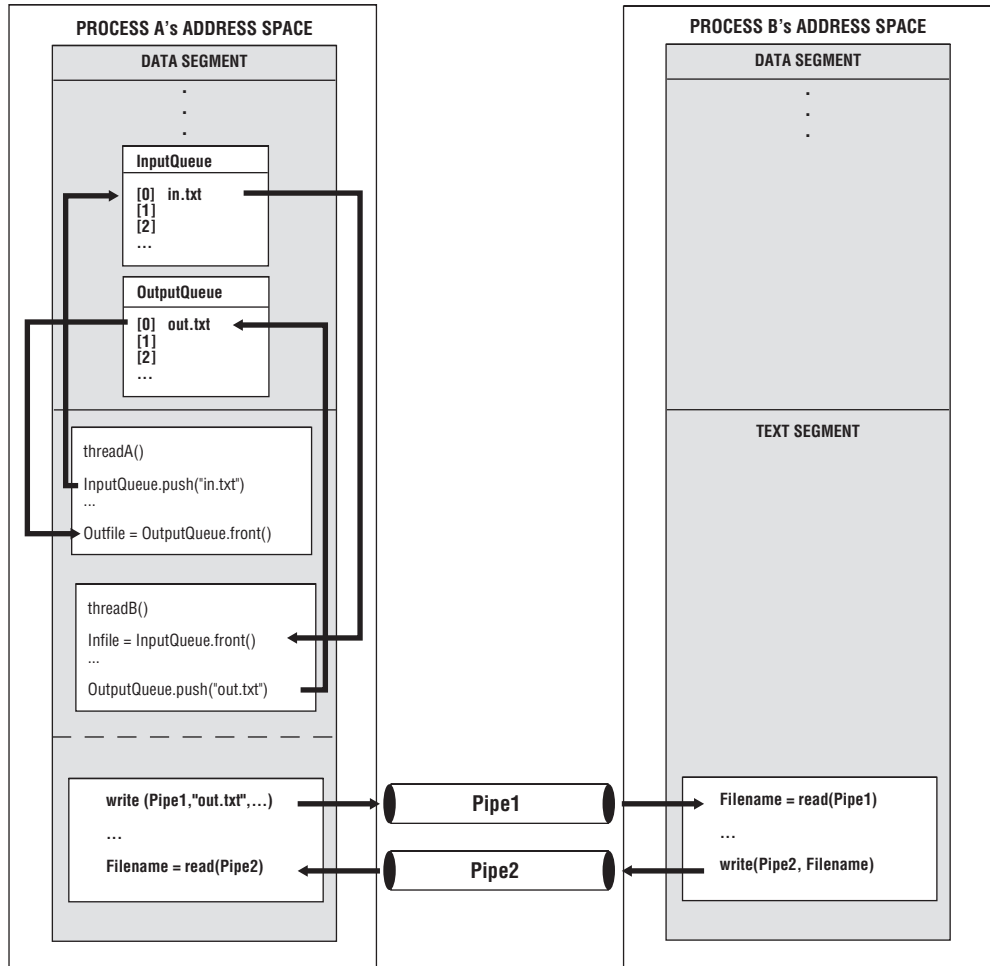 PROCESS A's ADDRESS SPACE
DATA SEGMENT
.
.
.
InputQueue
[0] in.txt
[1]
[2]
...
OutputQueue
[0] out.txt
[1]
[2]
...
threadA()
InputQueue.push("in.txt")
...
Outfile = OutputQueue.front()
threadB()
Infile = InputQueue.front()
...
OutputQueue.push("out.txt")
write (Pipe1,"out.txt",...)
...
Filename = read(Pipe2)
Pipe1
Pipe2
PROCESS B's ADDRESS SPACE
DATA SEGMENT
.
.
.
TEXT SEGMENT
Filename = read(Pipe1)
...
write(Pipe2, Filename)